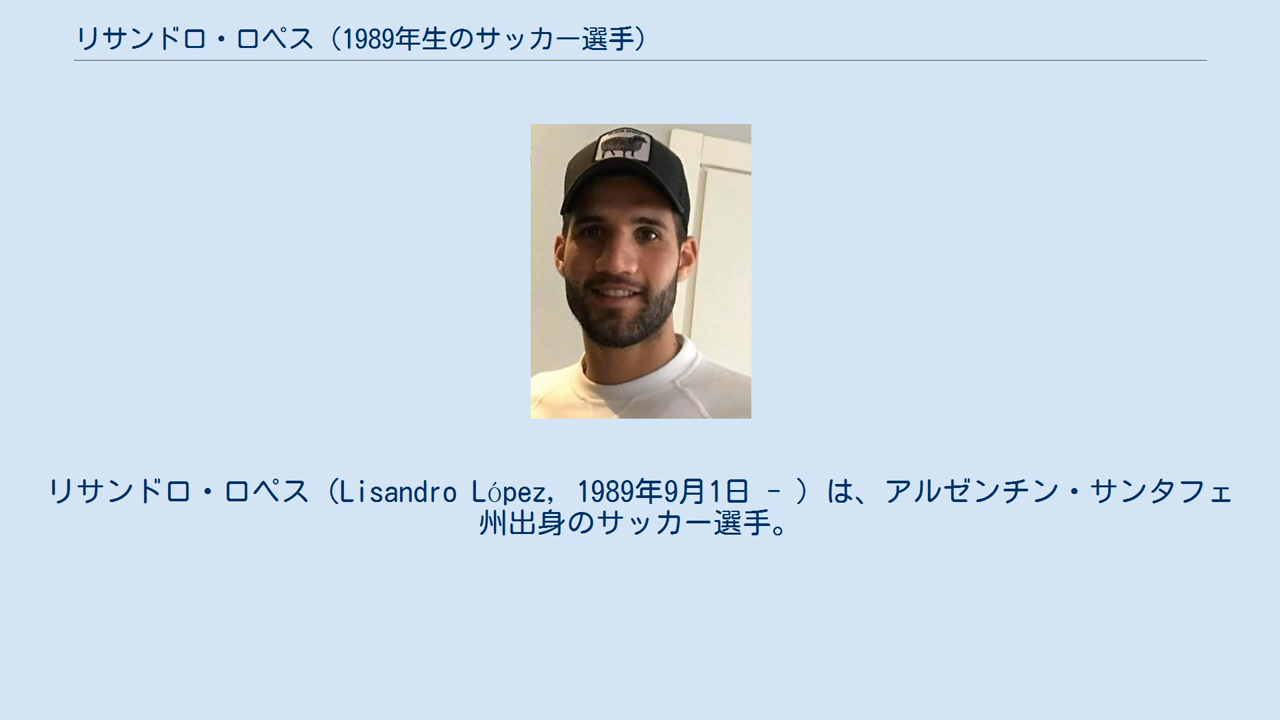 リサンドロ・ロペス（1989年生のサッカー選手）
リサンドロ・ロペス（Lisandro López, 1989年9月1日 - ）は、アルゼンチン・サンタフェ
州出身のサッカー選手。